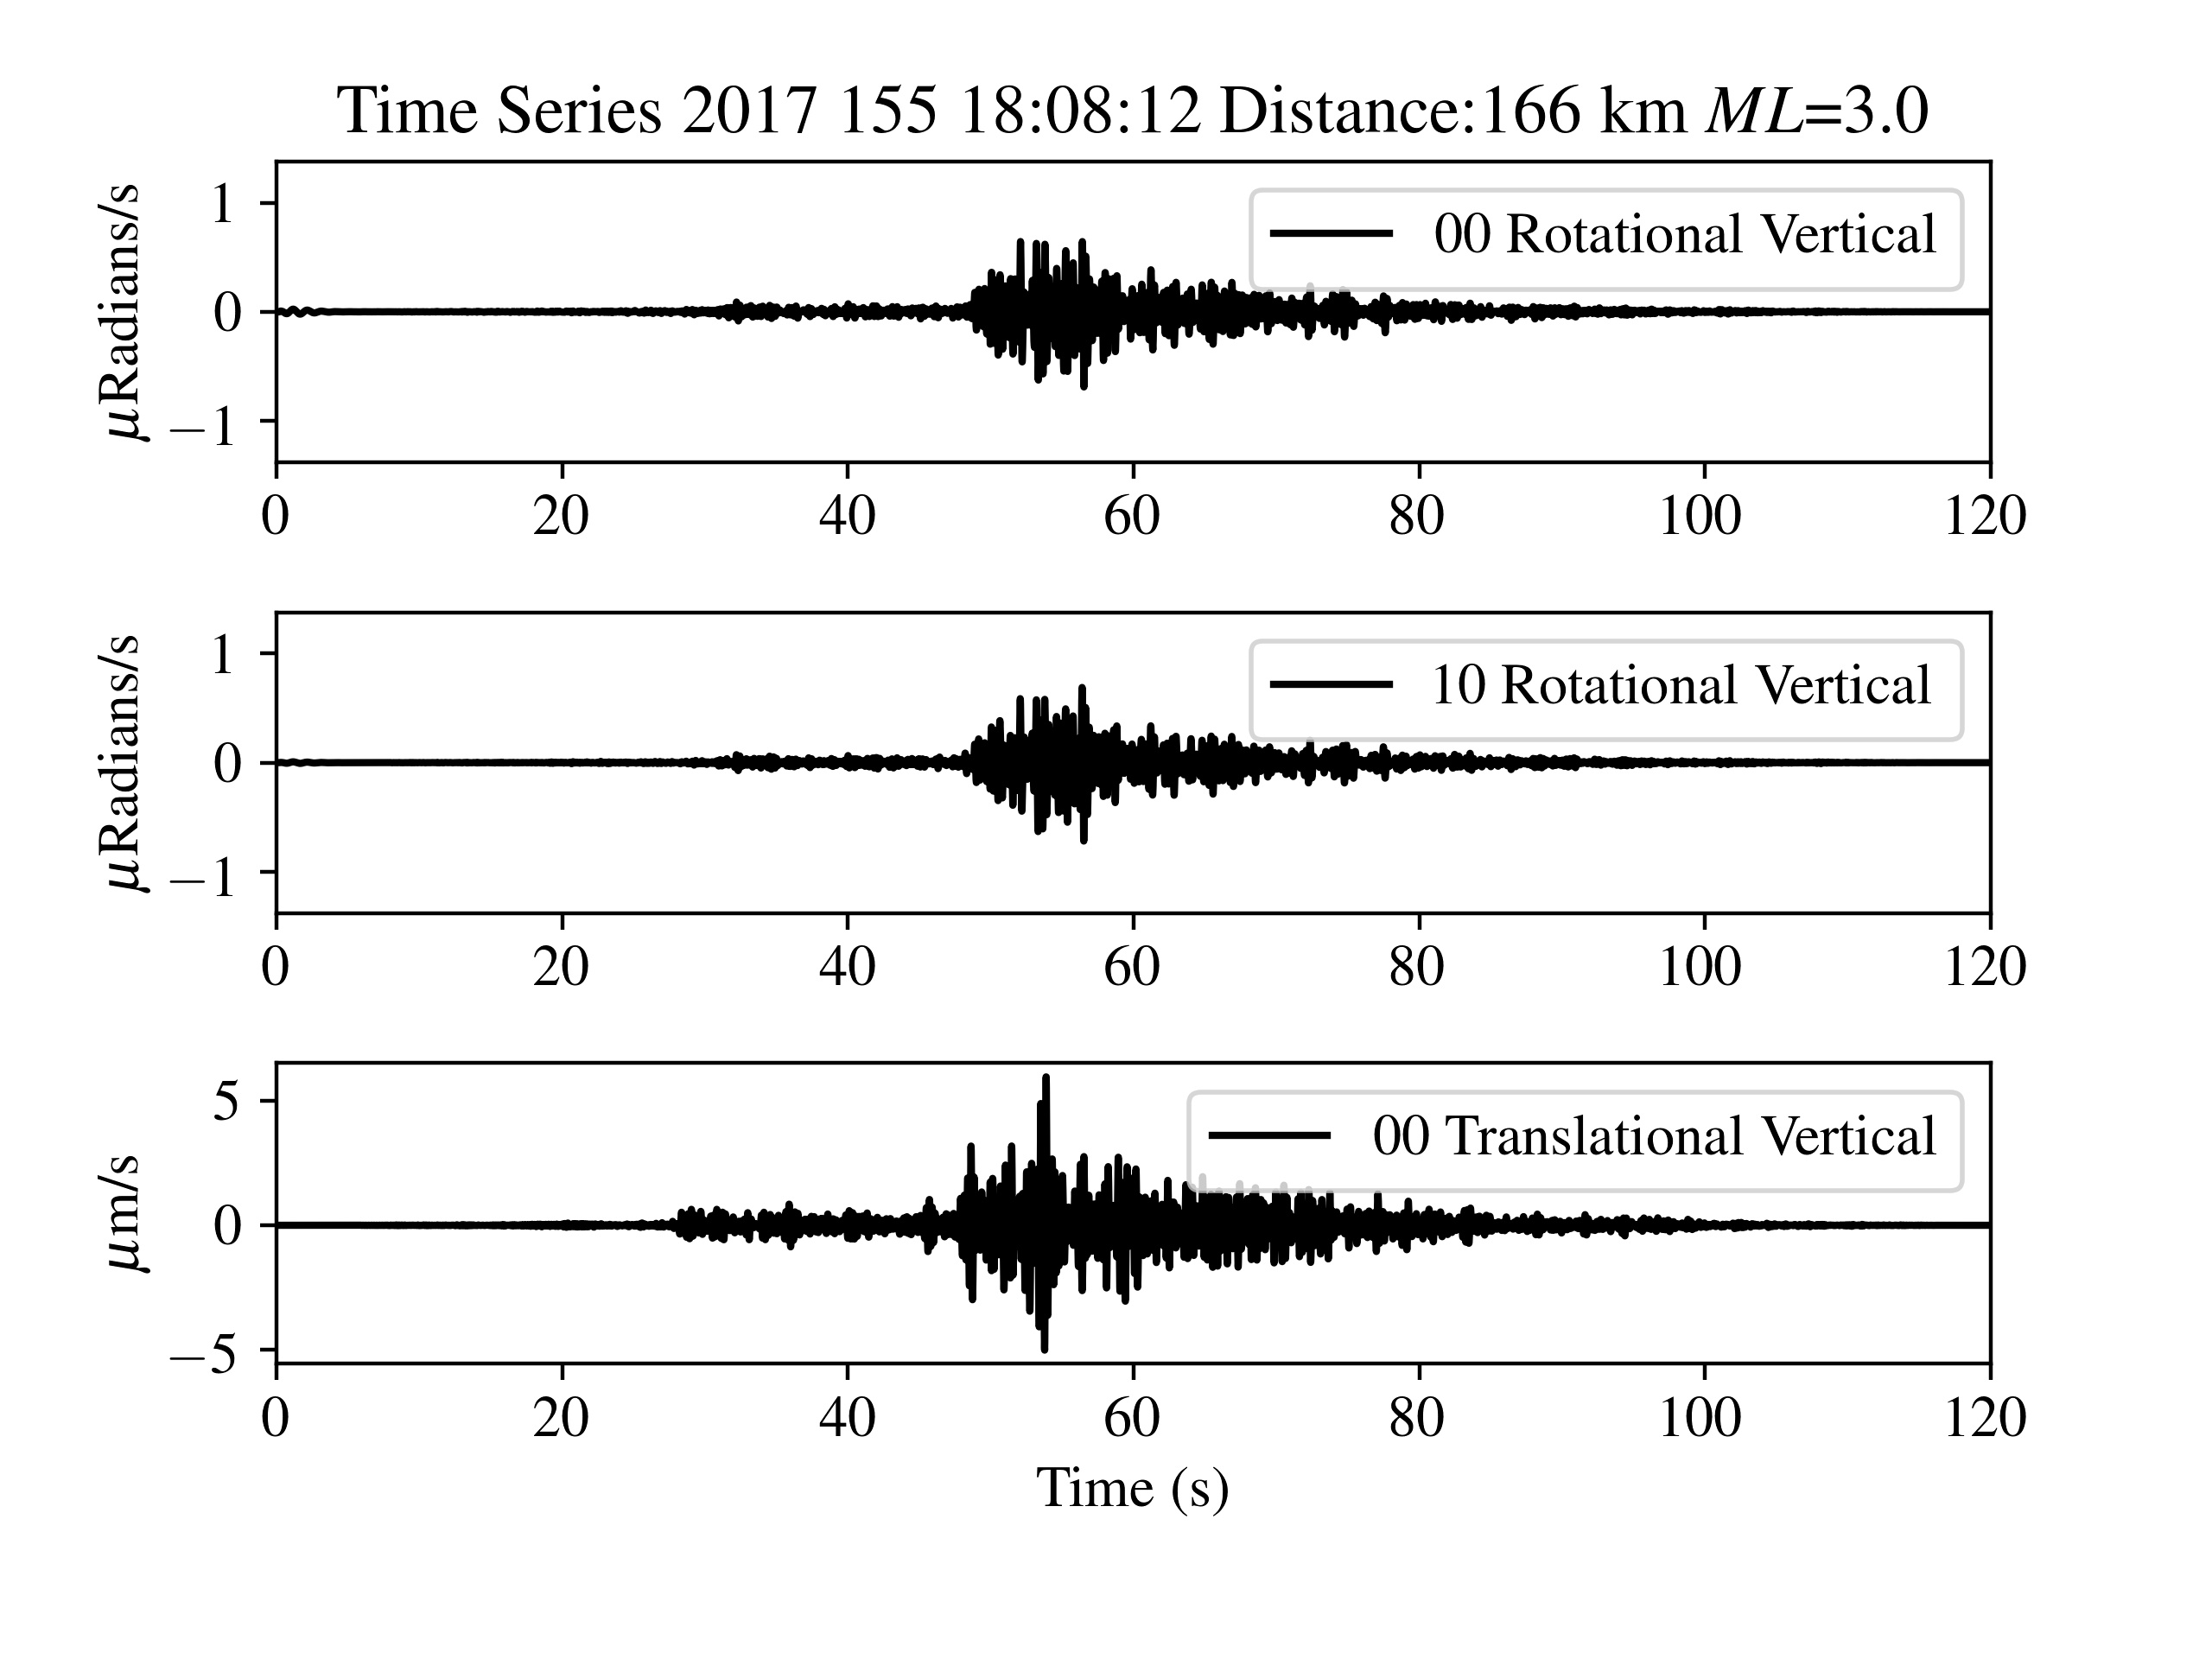 Time Series 2017 155 18:08:12 Distance:166 km ML=3.0
μRadians/s
1
0
−1
00 Rotational Vertical
0 20 40 60 80 100 120
μRadians/s
1
0
−1
10 Rotational Vertical
0 20 40 60 80 100 120
μm/s
5
0
−5
00 Translational Vertical
0 20 40 60 80 100 120
Time (s)